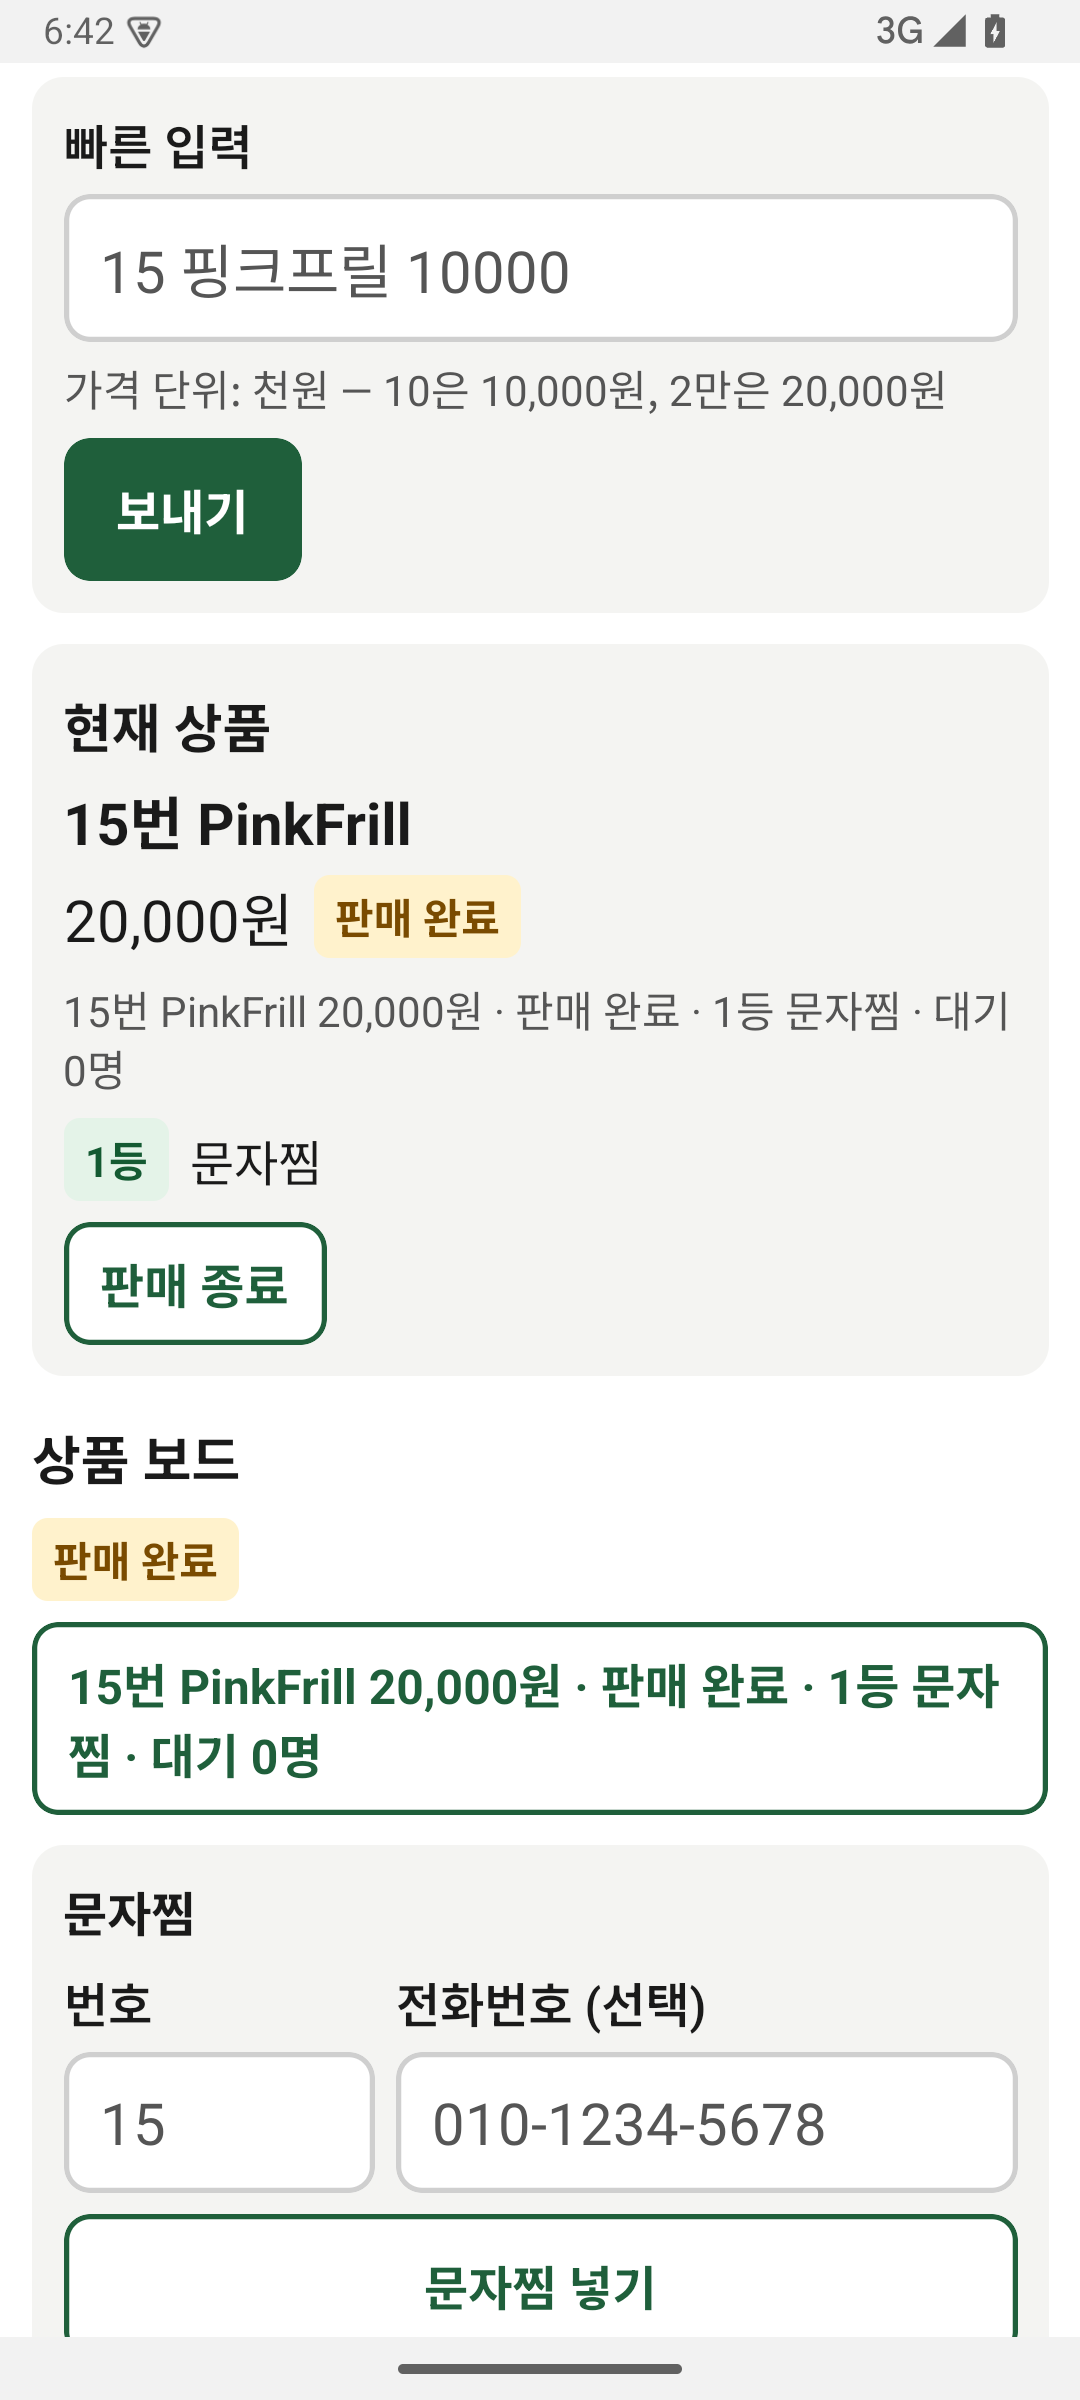 6:42
3G
빠른 입력
15 핑크프릴 10000
가격 단위: 천원 – 10은 10,000원, 2만은 20,000원
보내기
현재 상품
15번 PinkFrill
20,000원 판매 완료
15번 PinkFrill 20,000원 · 판매 완료 · 1등 문자찜 · 대기
0명
1등 문자찜
판매 종료
상품 보드
판매 완료
15번 PinkFrill 20,000원 · 판매 완료 · 1등 문자
찜 · 대기 0명
문자찜
번호 전화번호 (선택)
15 010-1234-5678
문자찜 넣기